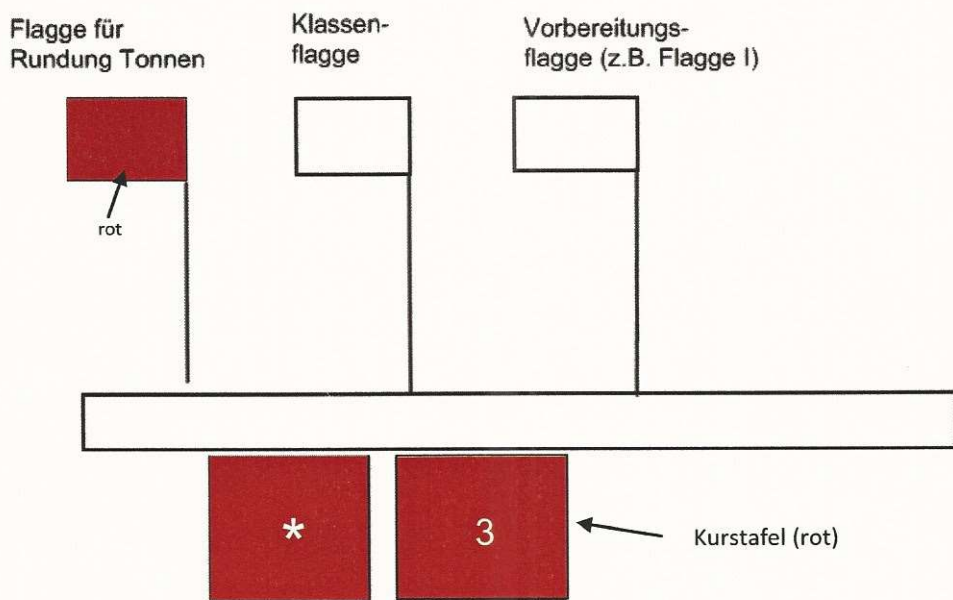 Flagge für
Rundung Tonnen
Klassen-
flagge
Vorbereitungs-
flagge (z.B. Flagge I)
rot
*
3
Kurstafel (rot)